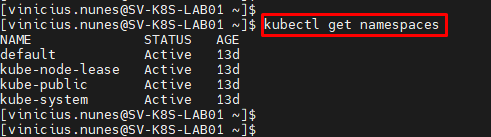 [vinicius.nunes@SV-K8S-LAB01 ~]$
[vinicius.nunes@SV-K8S-LAB01 ~]$ kubectl get namespaces
NAME STATUS AGE
default Active 13d
kube-node-lease Active 13d
kube-public Active 13d
kube-system Active 13d
[vinicius.nunes@SV-K8S-LAB01 ~]$
[vinicius.nunes@SV-K8S-LAB01 ~]$